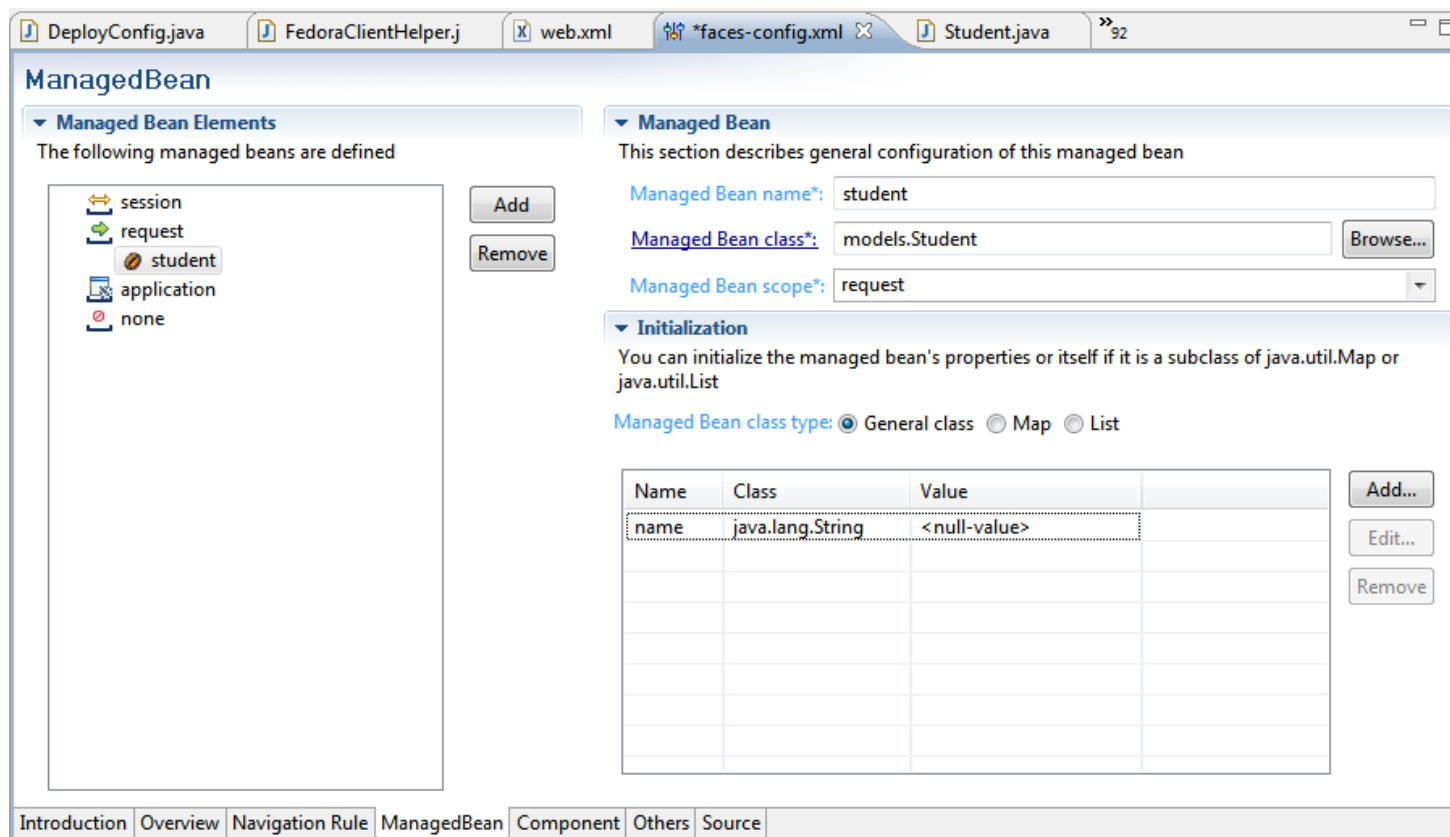 DeployConfig.java FedoraClientHelper.j web.xml *faces-config.xml Student.java »92
ManagedBean
Managed Bean Elements
The following managed beans are defined
session
request
student
application
none
Add
Remove
Managed Bean
This section describes general configuration of this managed bean
Managed Bean name*: student
Managed Bean class*: models.Student Browse...
Managed Bean scope*: request
Initialization
You can initialize the managed bean's properties or itself if it is a subclass of java.util.Map or
java.util.List
Managed Bean class type: General class Map List
Name Class Value
name java.lang.String <null-value>
Add...
Edit...
Remove
Introduction Overview Navigation Rule ManagedBean Component Others Source